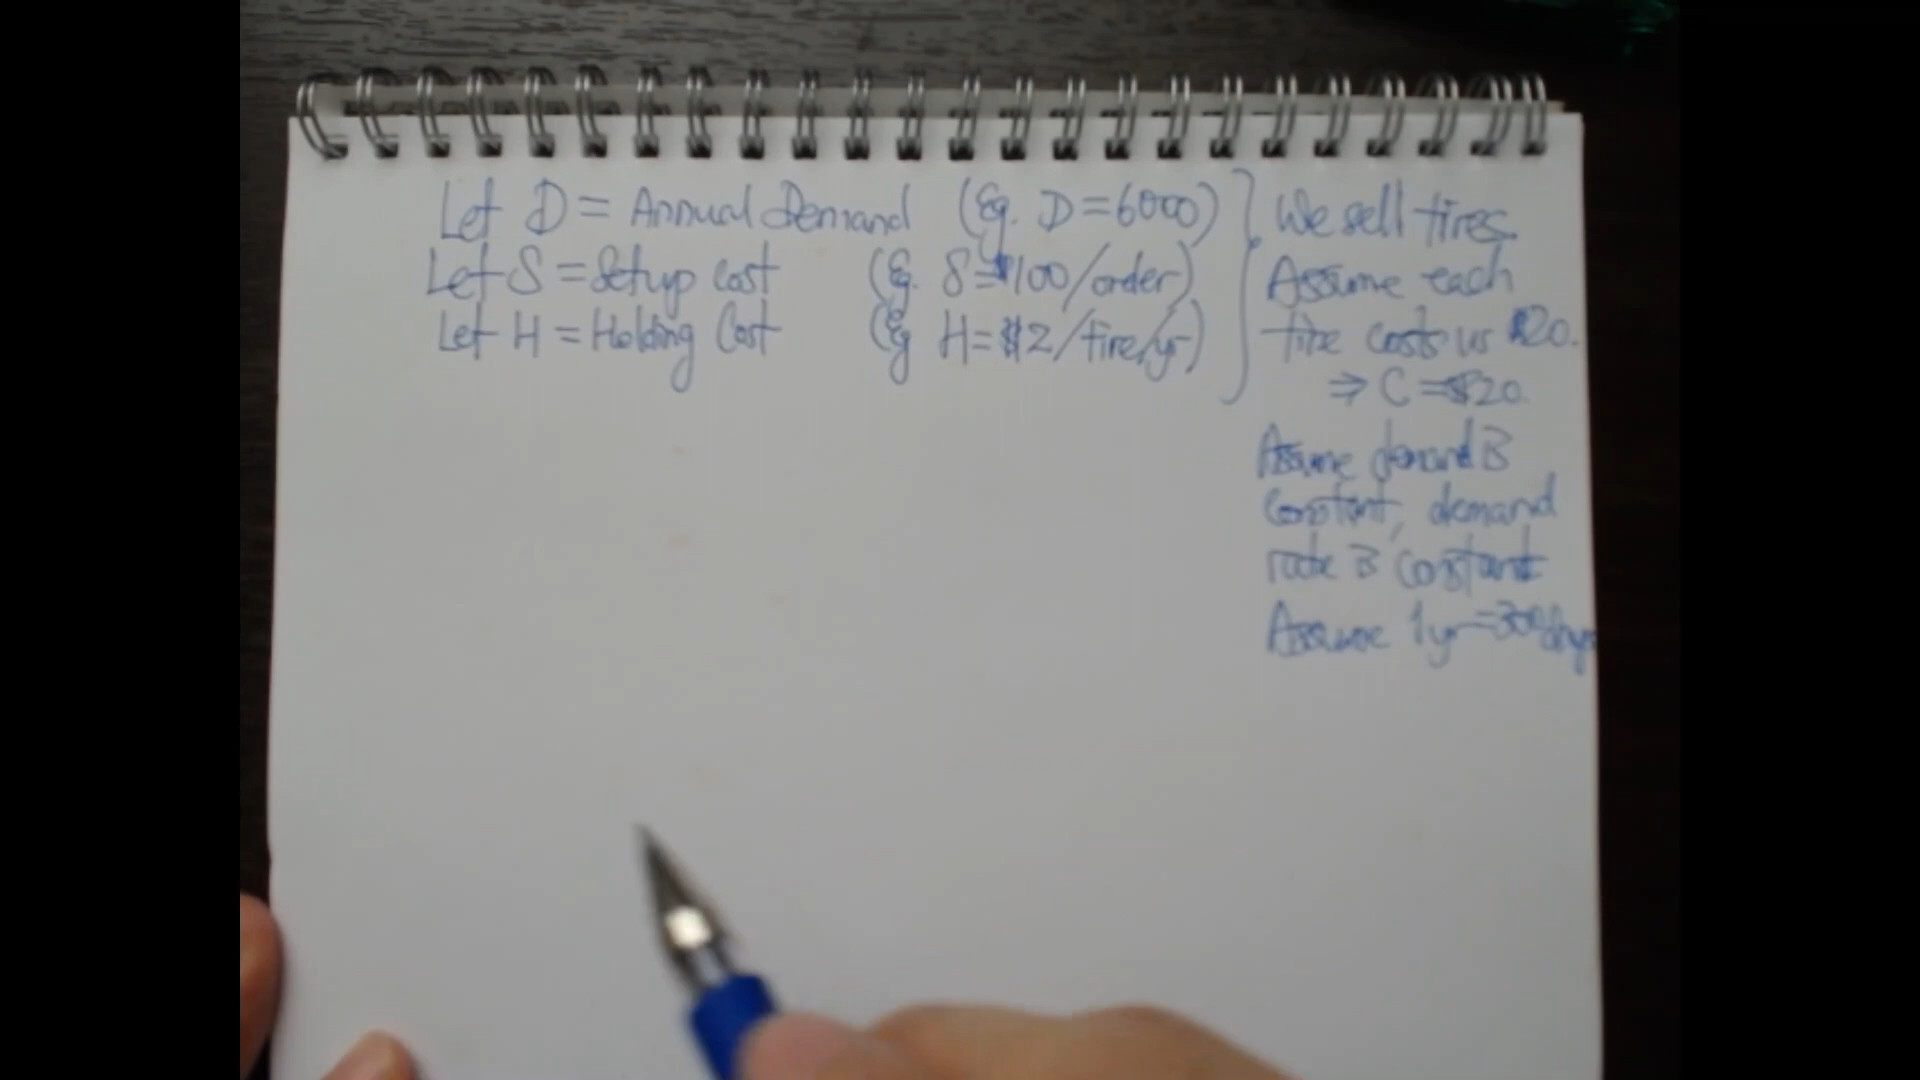 Let D = Annual Demand (Eg. D=6000)
Let S = Setup cost (Eg. S=$100/order)
Let H = Holding Cost (Eg H=$2/tire/yr)
We sell tires.
Assume each
tire costs us $20.
⇒ C = $20.
Assume demand is
constant, demand
rate is constant
Assume 1 yr = 300 days